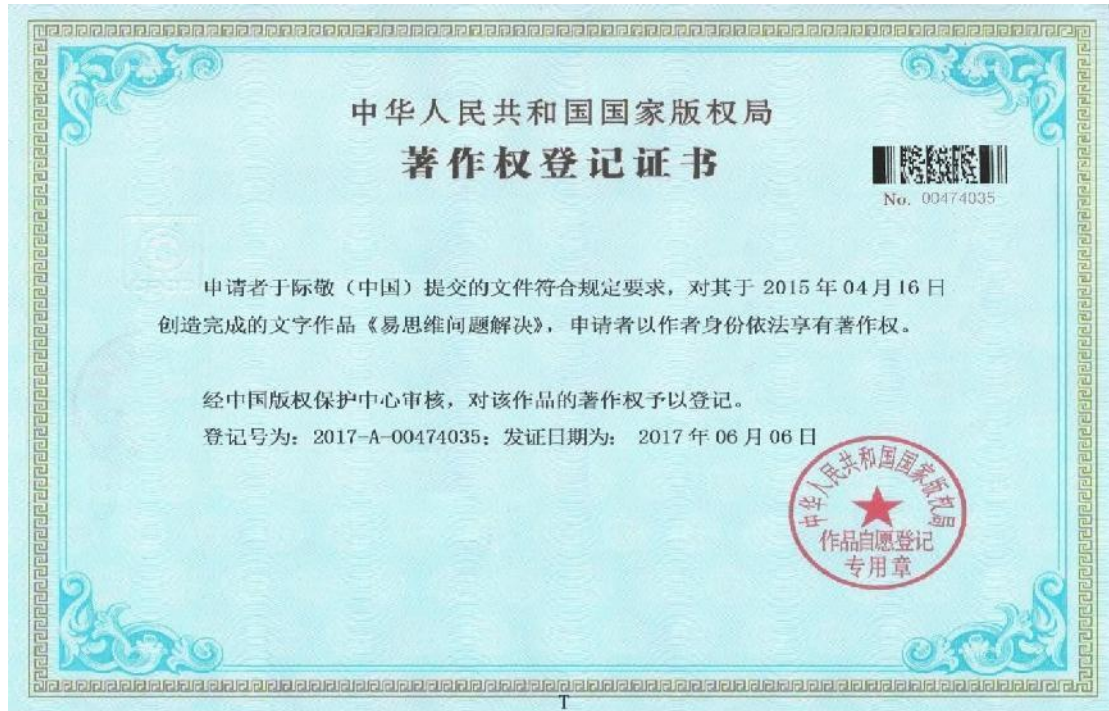 中华人民共和国国家版权局
著作权登记证书
No. 00474035
申请者于际敬（中国）提交的文件符合规定要求，对其于 2015 年 04 月 16 日
创造完成的文字作品《易思维问题解决》，申请者以作者身份依法享有著作权。
经中国版权保护中心审核，对该作品的著作权予以登记。
登记号为：2017-A-00474035；发证日期为： 2017 年 06 月 06 日
中华人民共和国国家版权局
作品自愿登记
专用章
T